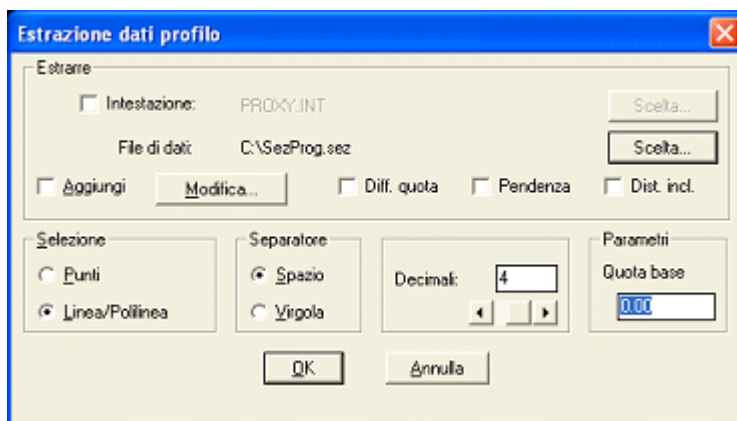 Estrazione dati profilo
Estrarre
Intestazione: PROXY.INT Scelta...
File di dati: C:\SezProg.sez Scelta...
Aggiungi Modifica... Diff. quota Pendenza Dist. incl.
Selezione Separatore Parametri
Punti Spazio Decimali: 4 Quota base
Linea/Polilinea Virgola 0.00
OK Annulla